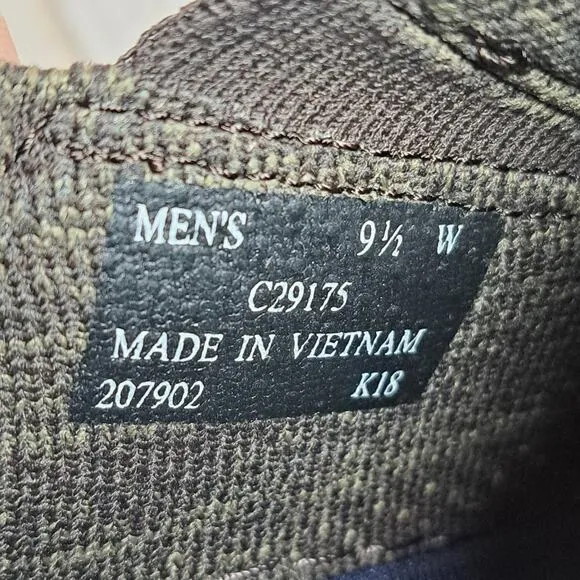 MEN'S 9½ W
C29175
MADE IN VIETNAM
207902 K18